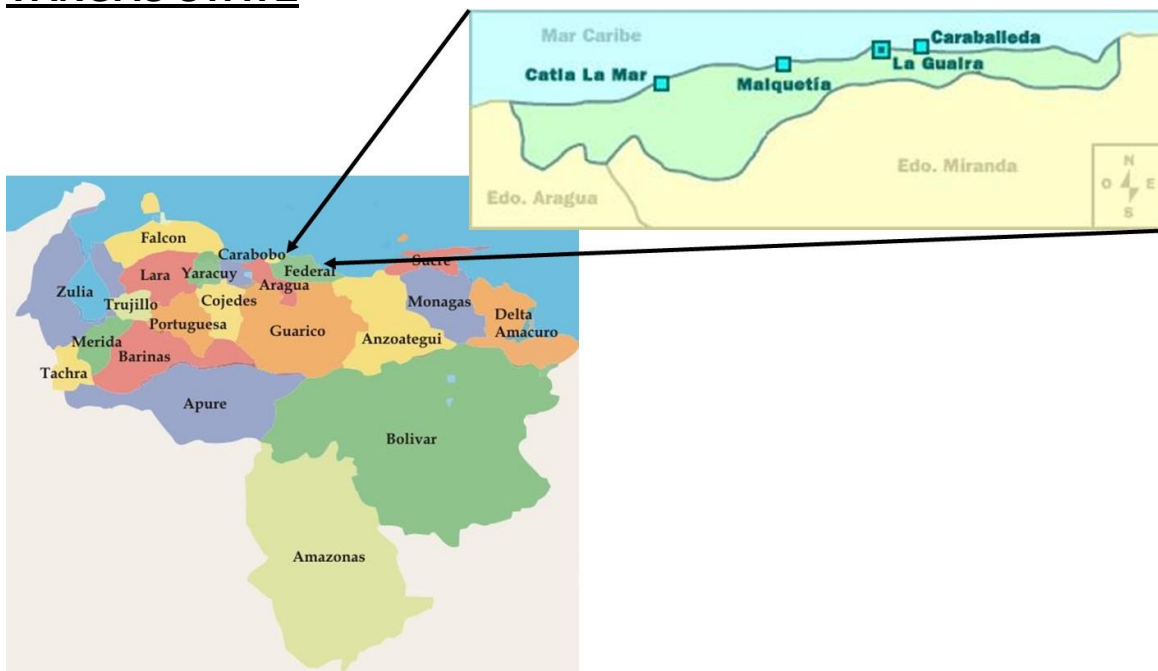 VARGAS STATE
Mar Caribe
Caraballeda
La Guaira
Catia La Mar
Maiquetía
Edo. Miranda
Edo. Aragua
N
O E
S
Falcon
Carabobo
Sucre
Federal
Lara
Yaracuy
Aragua
Zulia
Trujillo
Cojedes
Monagas
Portuguesa
Guarico
Delta
Amacuro
Merida
Anzoategui
Barinas
Tachra
Apure
Bolivar
Amazonas